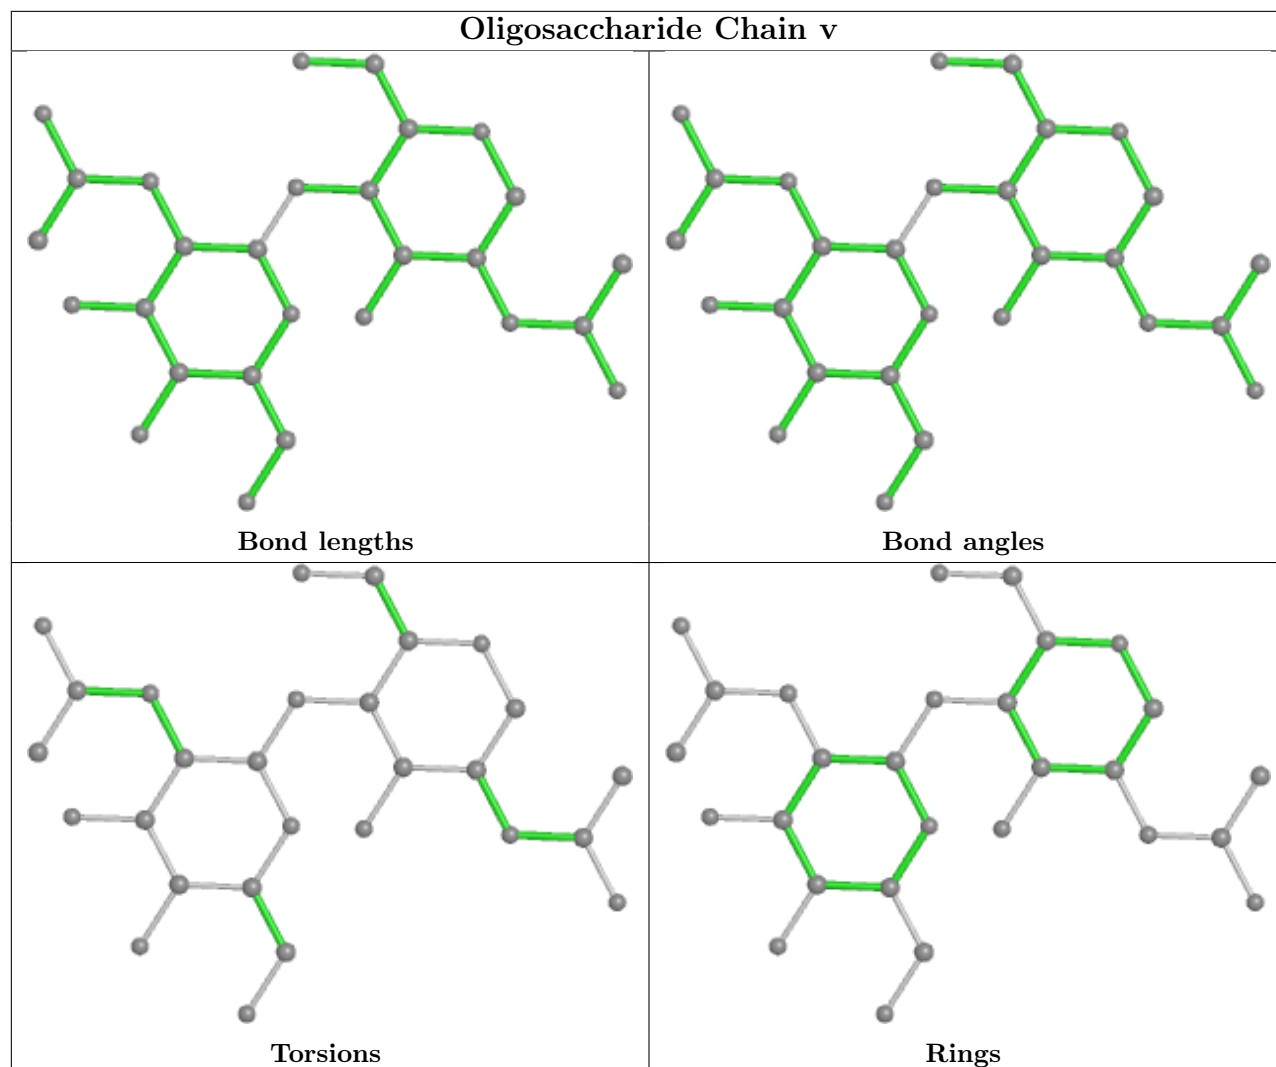 Oligosaccharide Chain v
Bond lengths
Bond angles
Torsions
Rings